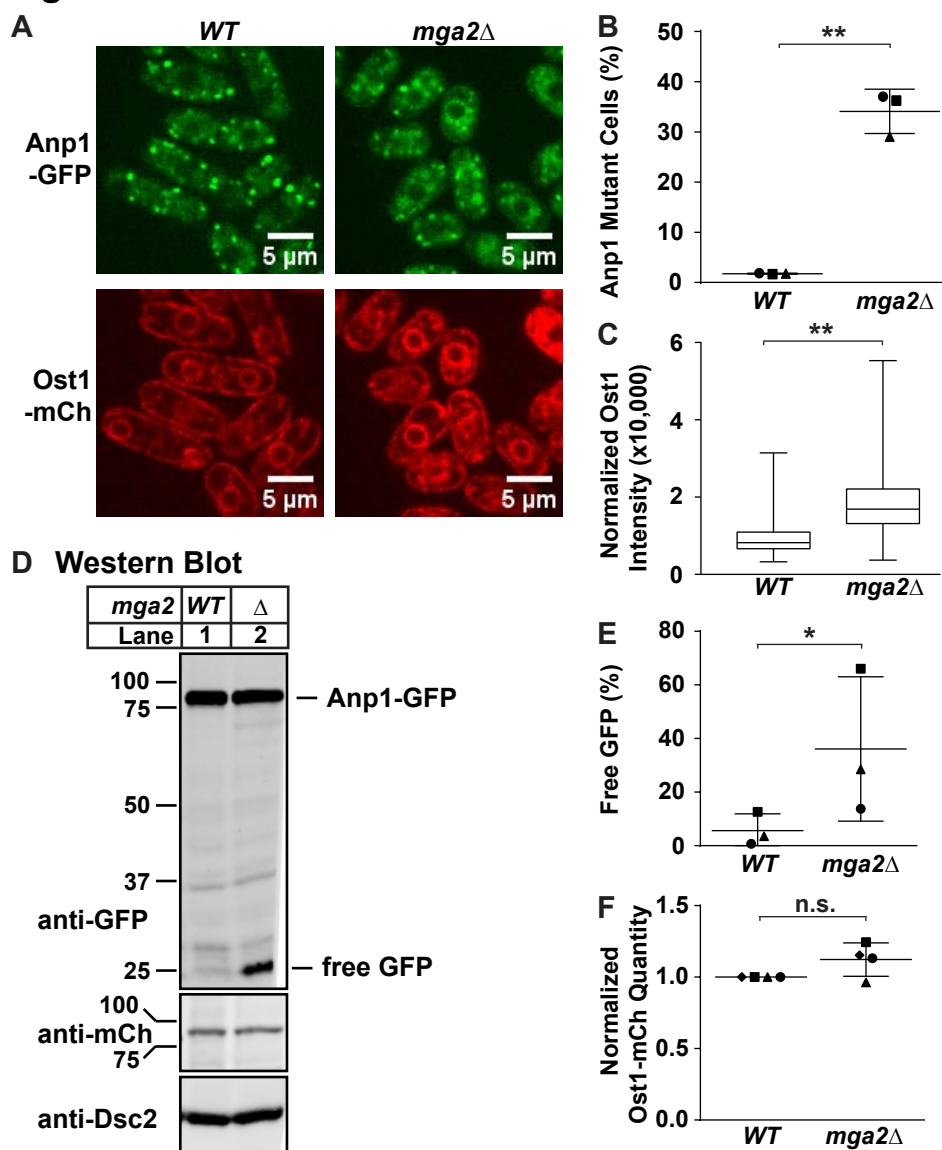 A
WT
mga2Δ
Anp1
-GFP
5 µm
5 µm
Ost1
-mCh
5 µm
5 µm
B
Anp1 Mutant Cells (%)
50
40
30
20
10
0
**
WT
mga2Δ
C
Normalized Ost1
Intensity (x10,000)
6
4
2
0
**
WT
mga2Δ
D Western Blot
mga2 WT Δ
Lane 1 2
100
75
50
37
25
Anp1-GFP
anti-GFP
free GFP
100
anti-mCh
75
anti-Dsc2
E
Free GFP (%)
80
60
40
20
0
*
WT
mga2Δ
F
Normalized
Ost1-mCh Quantity
1.5
1.0
0.5
0.0
n.s.
WT
mga2Δ